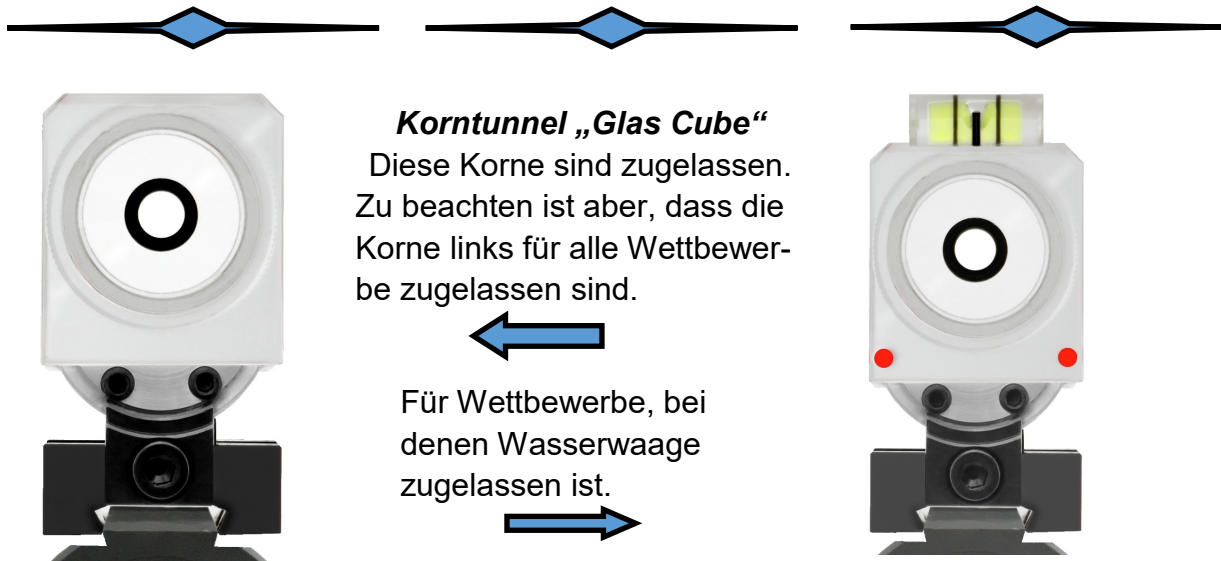 Korntunnel „Glas Cube“
Diese Korne sind zugelassen.
Zu beachten ist aber, dass die
Korne links für alle Wettbewer-
be zugelassen sind.
Für Wettbewerbe, bei
denen Wasserwaage
zugelassen ist.